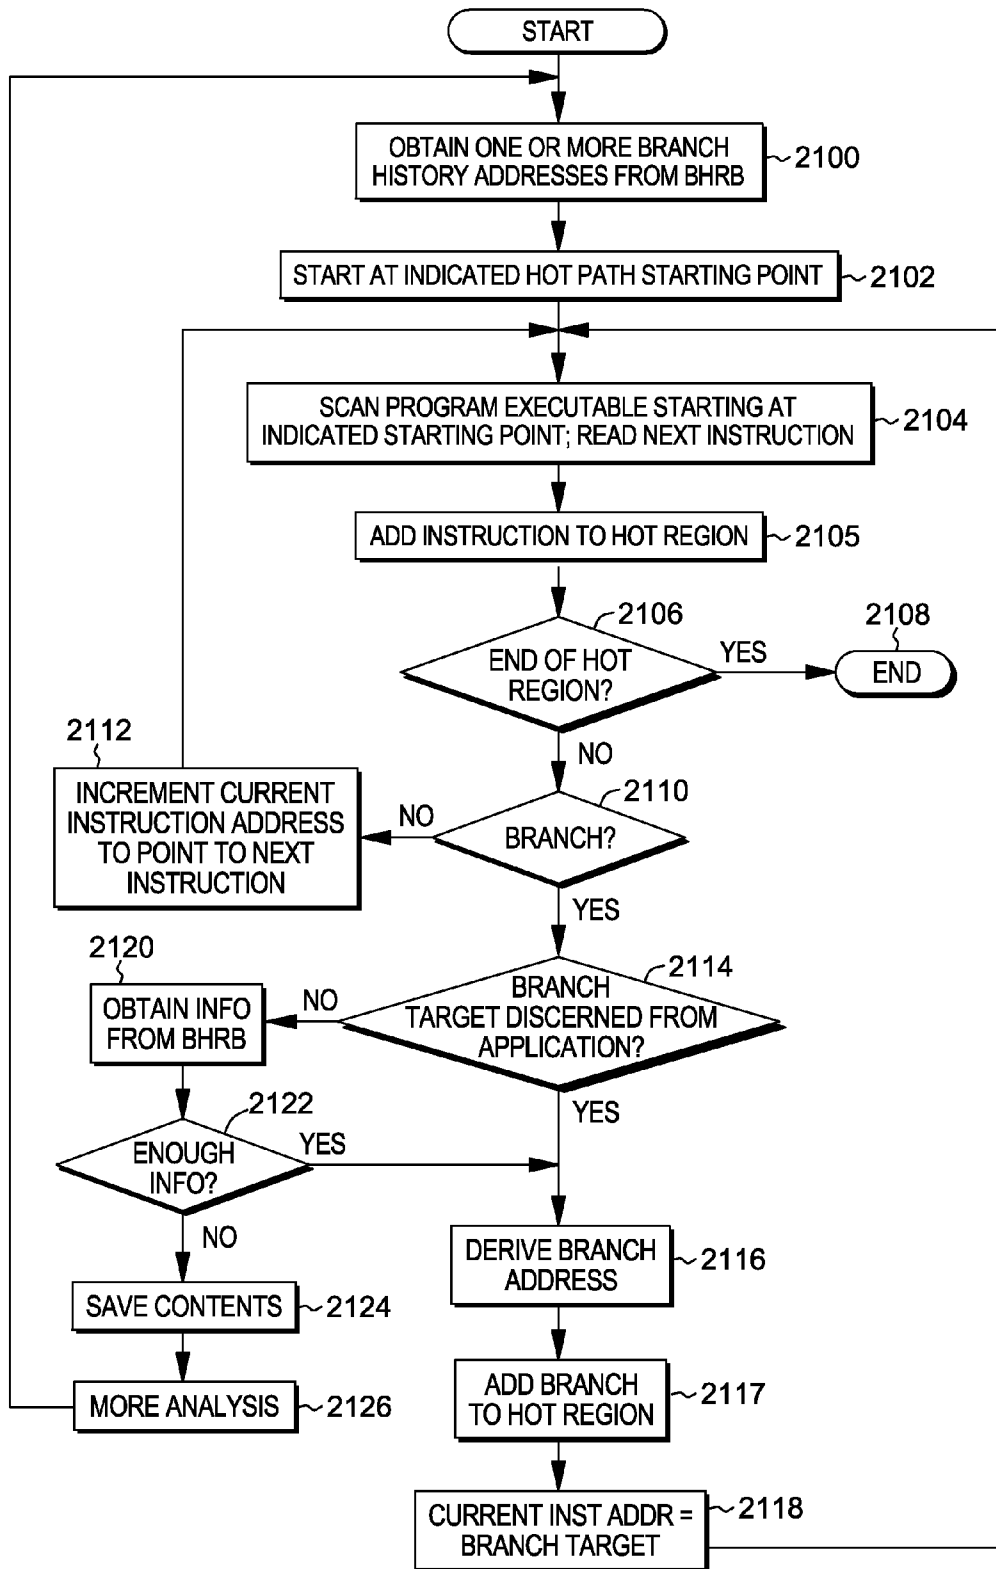 START
OBTAIN ONE OR MORE BRANCH
HISTORY ADDRESSES FROM BHRB
2100
START AT INDICATED HOT PATH STARTING POINT
2102
SCAN PROGRAM EXECUTABLE STARTING AT
INDICATED STARTING POINT; READ NEXT INSTRUCTION
2104
ADD INSTRUCTION TO HOT REGION
2105
2106
END OF HOT
REGION?
YES
2108
END
NO
2110
BRANCH?
NO
2112
INCREMENT CURRENT
INSTRUCTION ADDRESS
TO POINT TO NEXT
INSTRUCTION
YES
2114
BRANCH
TARGET DISCERNED FROM
APPLICATION?
NO
2120
OBTAIN INFO
FROM BHRB
YES
2122
ENOUGH
INFO?
YES
NO
DERIVE BRANCH
ADDRESS
2116
SAVE CONTENTS
2124
ADD BRANCH
TO HOT REGION
2117
MORE ANALYSIS
2126
CURRENT INST ADDR =
BRANCH TARGET
2118